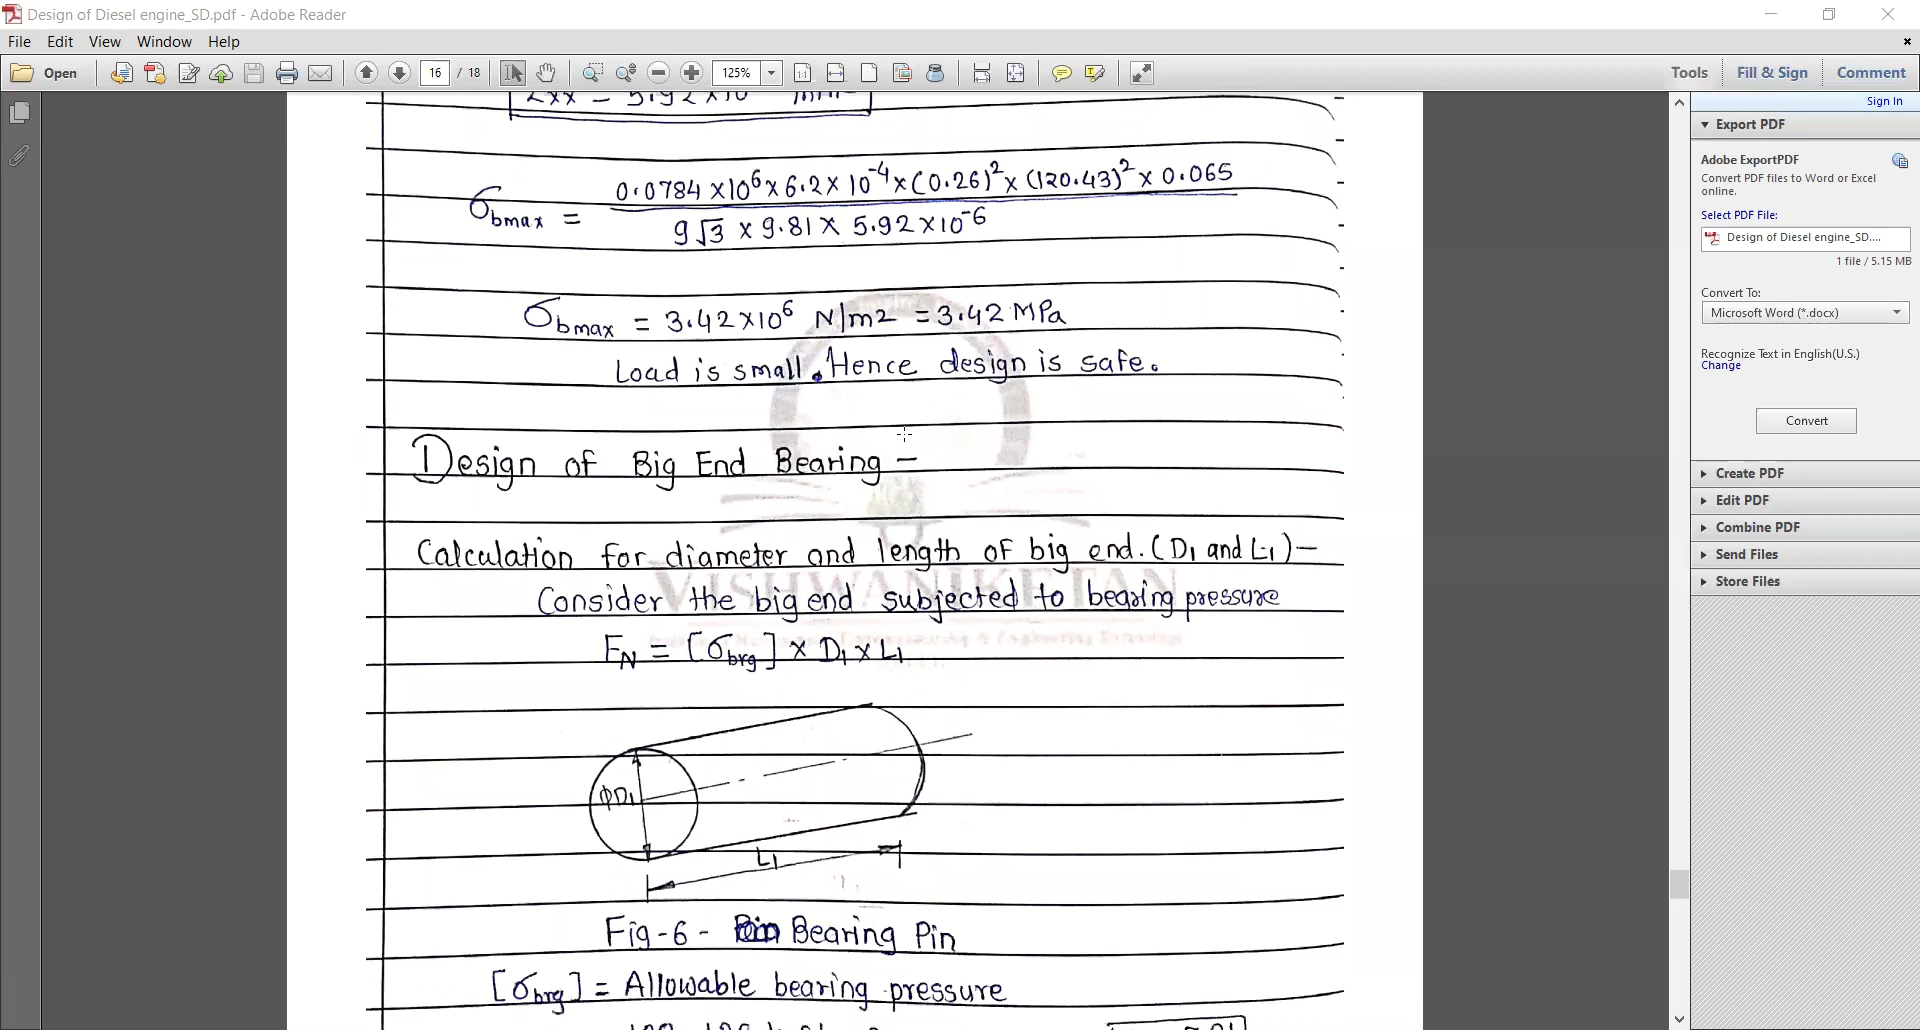 Design of Diesel engine_SD.pdf - Adobe Reader
File Edit View Window Help
Open 16 / 18 125% Tools Fill & Sign Comment
Sign In
Export PDF
Adobe ExportPDF
Convert PDF files to Word or Excel
online.
Select PDF File:
Design of Diesel engine_SD....
1 file / 5.15 MB
Convert To:
Microsoft Word (*.docx)
Recognize Text in English(U.S.)
Change
Convert
Create PDF
Edit PDF
Combine PDF
Send Files
Store Files
σbmax = 0.0784 ×10⁶ × 6.2 × 10⁻⁴ × (0.26)² × (120.43)² × 0.065
9√3 × 9.81 × 5.92 ×10⁻⁶
σbmax = 3.42×10⁶ N/m2 = 3.42 MPa
Load is small. Hence design is safe.
Design of Big End Bearing -
Calculation for diameter and length of big end. (D1 and L1) -
Consider the big end subjected to bearing pressure
VISHWANIKETAN
FN = [σbrg] × D1 × L1
ΦD1
L1
Fig-6 - Bearing Pin
[σbrg] = Allowable bearing pressure